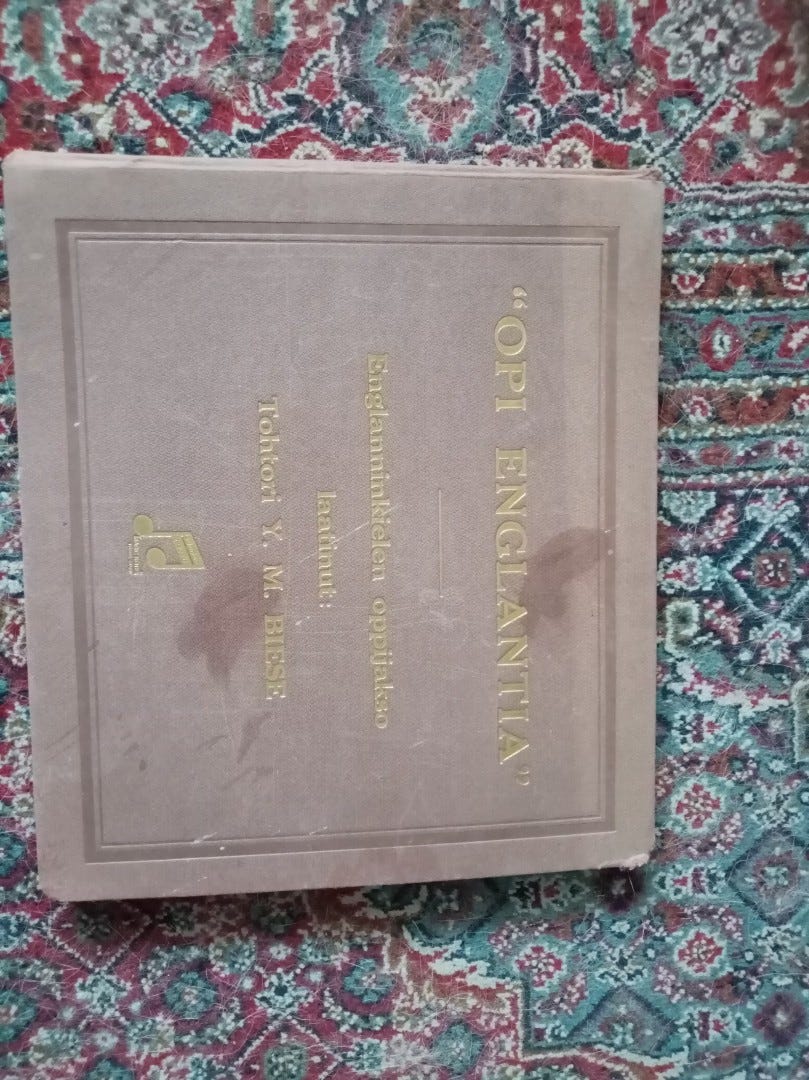 “OPI ENGLANTIA”
Englanninkielen oppijakso
laatinut:
Tohtori Y. M. BIESE